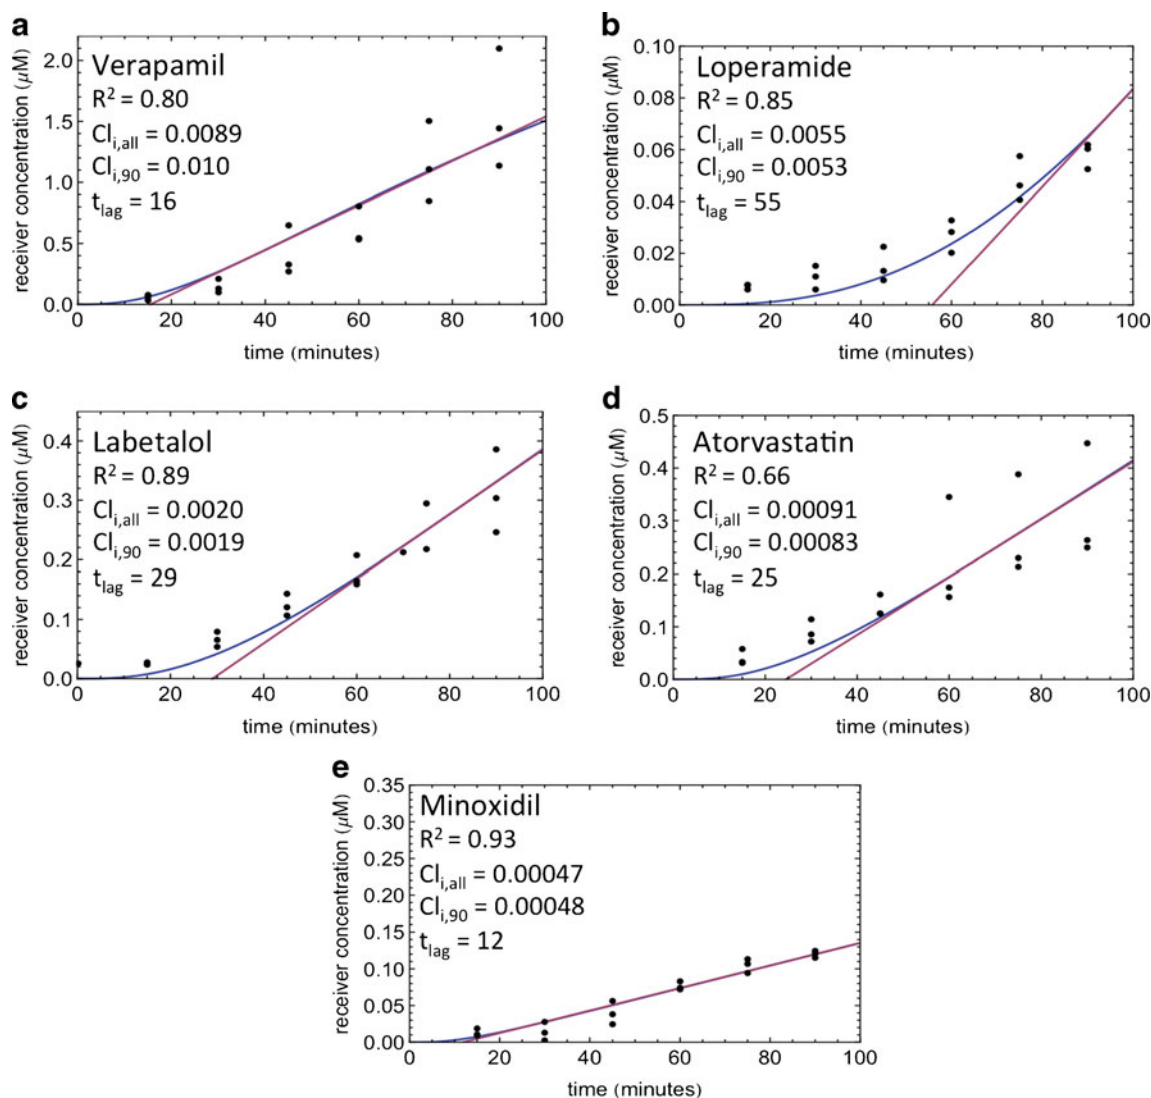 a
Verapamil
R² = 0.80
Cl_i,all = 0.0089
Cl_i,90 = 0.010
t_lag = 16
receiver concentration (μM)
2.0
1.5
1.0
0.5
0.0
0 20 40 60 80 100
time (minutes)
b
Loperamide
R² = 0.85
Cl_i,all = 0.0055
Cl_i,90 = 0.0053
t_lag = 55
receiver concentration (μM)
0.10
0.08
0.06
0.04
0.02
0.00
0 20 40 60 80 100
time (minutes)
c
Labetalol
R² = 0.89
Cl_i,all = 0.0020
Cl_i,90 = 0.0019
t_lag = 29
receiver concentration (μM)
0.4
0.3
0.2
0.1
0.0
0 20 40 60 80 100
time (minutes)
d
Atorvastatin
R² = 0.66
Cl_i,all = 0.00091
Cl_i,90 = 0.00083
t_lag = 25
receiver concentration (μM)
0.5
0.4
0.3
0.2
0.1
0.0
0 20 40 60 80 100
time (minutes)
e
Minoxidil
R² = 0.93
Cl_i,all = 0.00047
Cl_i,90 = 0.00048
t_lag = 12
receiver concentration (μM)
0.35
0.30
0.25
0.20
0.15
0.10
0.05
0.00
0 20 40 60 80 100
time (minutes)